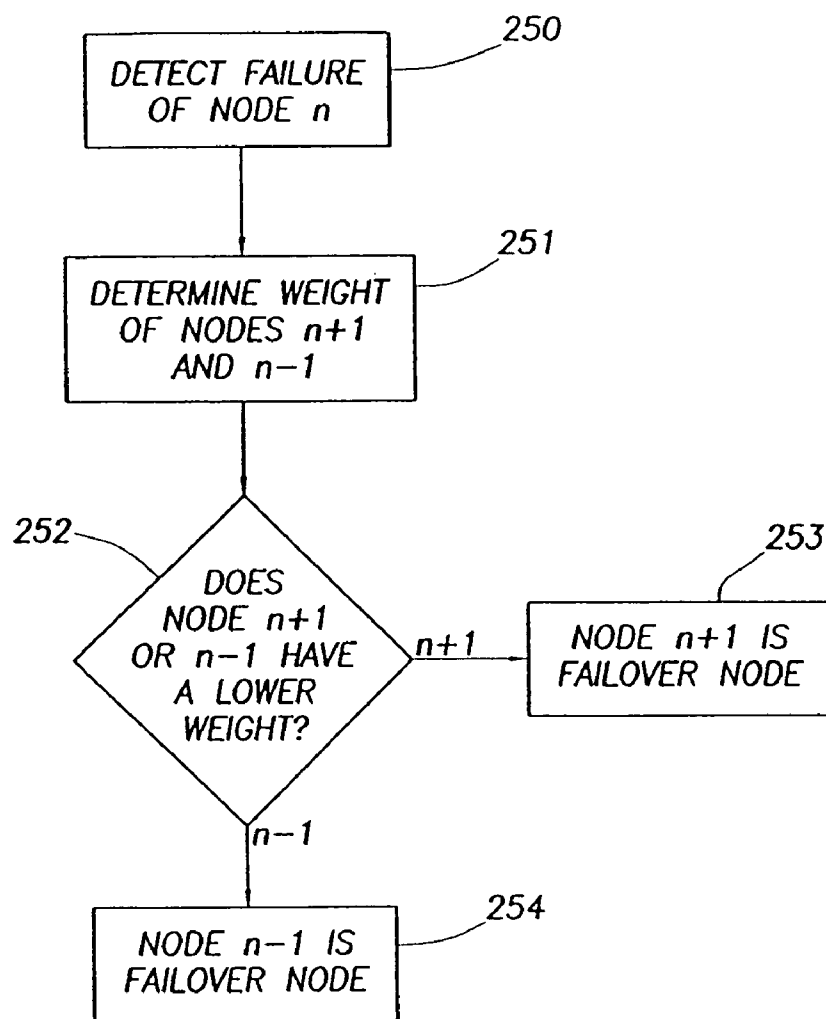 250
DETECT FAILURE
OF NODE n
251
DETERMINE WEIGHT
OF NODES n+1
AND n-1
252
DOES
NODE n+1
OR n-1 HAVE
A LOWER
WEIGHT?
n+1
253
NODE n+1 IS
FAILOVER NODE
n-1
254
NODE n-1 IS
FAILOVER NODE